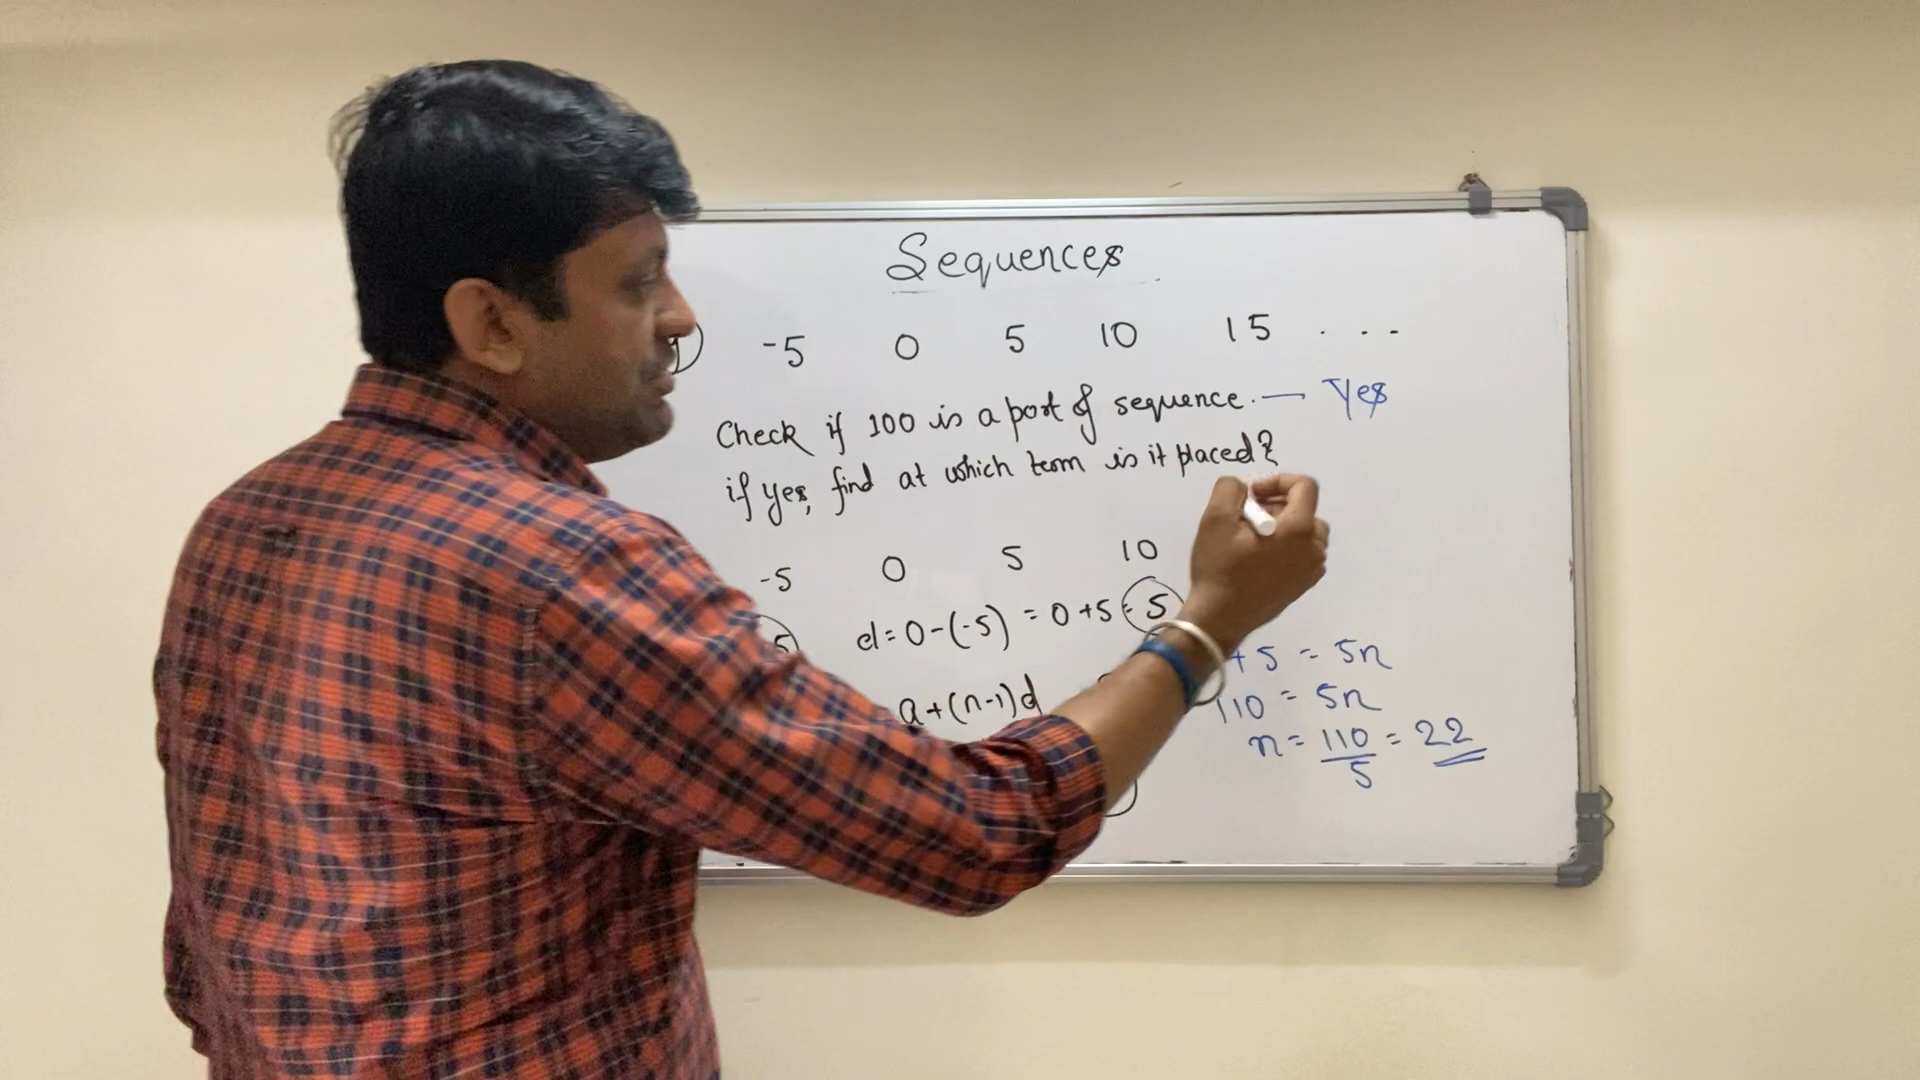 Sequences
-5 0 5 10 15 ...
Check if 100 is a part of sequence. — Yes
if yes, find at which term is it placed?
-5 0 5 10
d = 0-(-5) = 0+5 = 5
+5 = 5n
a+(n-1)d
110 = 5n
n = 110/5 = 22